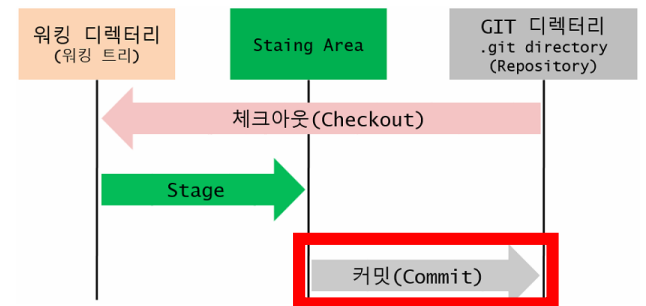 워킹 디렉터리
(워킹 트리)
Staing Area
GIT 디렉터리
.git directory
(Repository)
체크아웃(Checkout)
Stage
커밋(Commit)